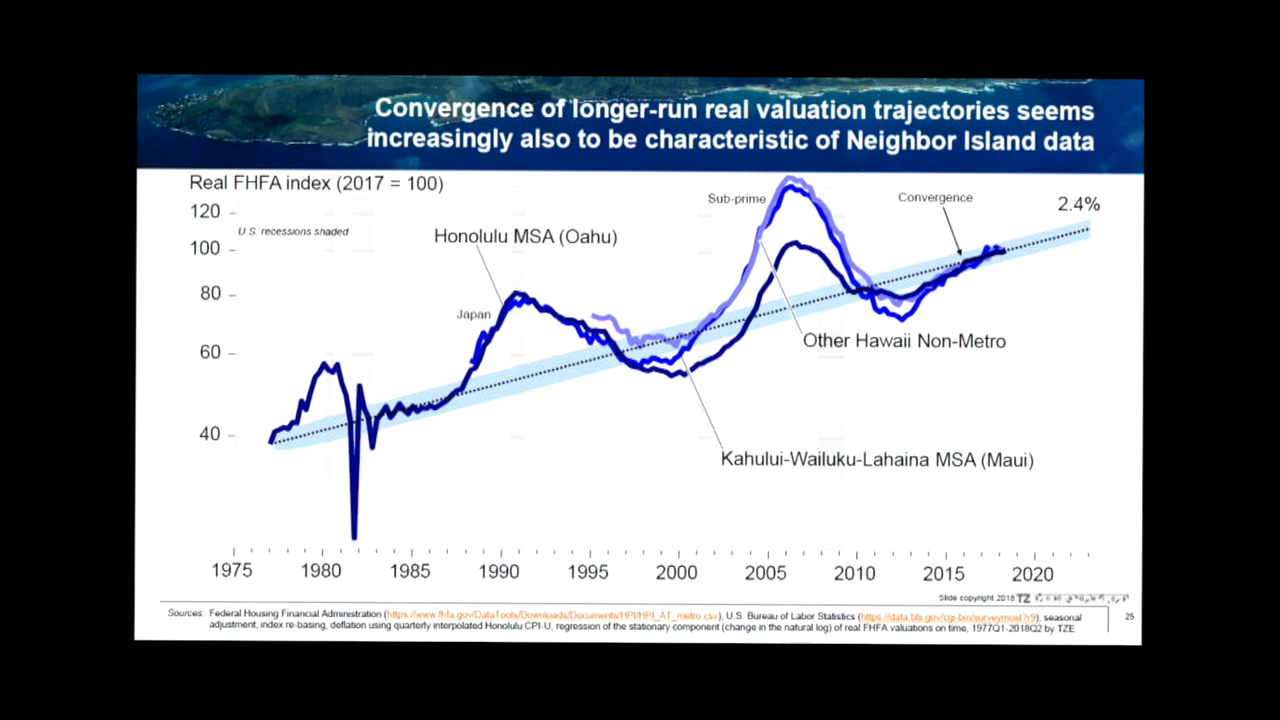 Convergence of longer-run real valuation trajectories seems
increasingly also to be characteristic of Neighbor Island data
Real FHFA index (2017 = 100)
120
U.S. recessions shaded
100
80
60
40
Honolulu MSA (Oahu)
Japan
Sub-prime
Convergence
2.4%
Other Hawaii Non-Metro
Kahului-Wailuku-Lahaina MSA (Maui)
1975 1980 1985 1990 1995 2000 2005 2010 2015 2020
Slide copyright 2018 TZ
Sources: Federal Housing Financial Administration (https://www.fhfa.gov/DataTools/Downloads/Documents/HPI/HPI_AT_metro.csv), U.S. Bureau of Labor Statistics (https://data.bls.gov/cgi-bin/surveymost?r9), seasonal
adjustment, index re-basing, deflation using quarterly interpolated Honolulu CPI-U, regression of the stationary component (change in the natural log) of real FHFA valuations on time, 1977Q1-2018Q2 by TZE
25